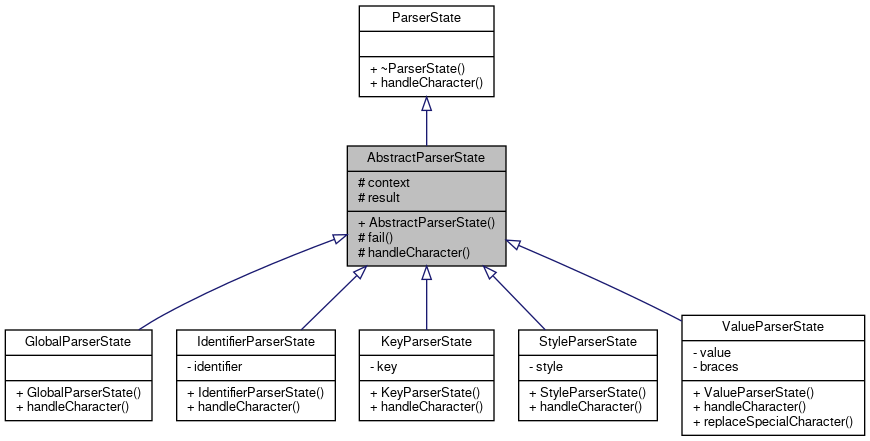 ParserState
+ ~ParserState()
+ handleCharacter()
AbstractParserState
# context
# result
+ AbstractParserState()
# fail()
# handleCharacter()
GlobalParserState
+ GlobalParserState()
+ handleCharacter()
IdentifierParserState
- identifier
+ IdentifierParserState()
+ handleCharacter()
KeyParserState
- key
+ KeyParserState()
+ handleCharacter()
StyleParserState
- style
+ StyleParserState()
+ handleCharacter()
ValueParserState
- value
- braces
+ ValueParserState()
+ handleCharacter()
+ replaceSpecialCharacter()